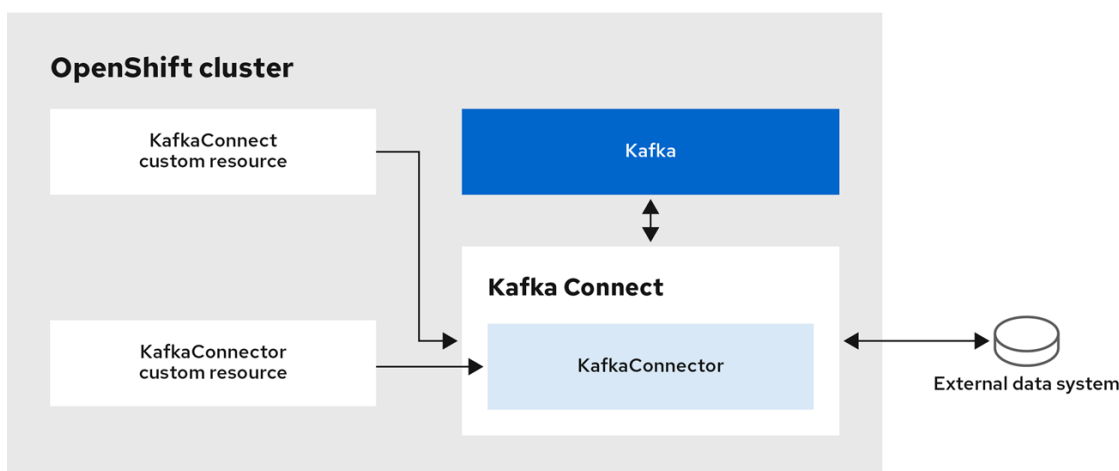 OpenShift cluster
KafkaConnect
custom resource
Kafka
Kafka Connect
KafkaConnector
custom resource
KafkaConnector
External data system